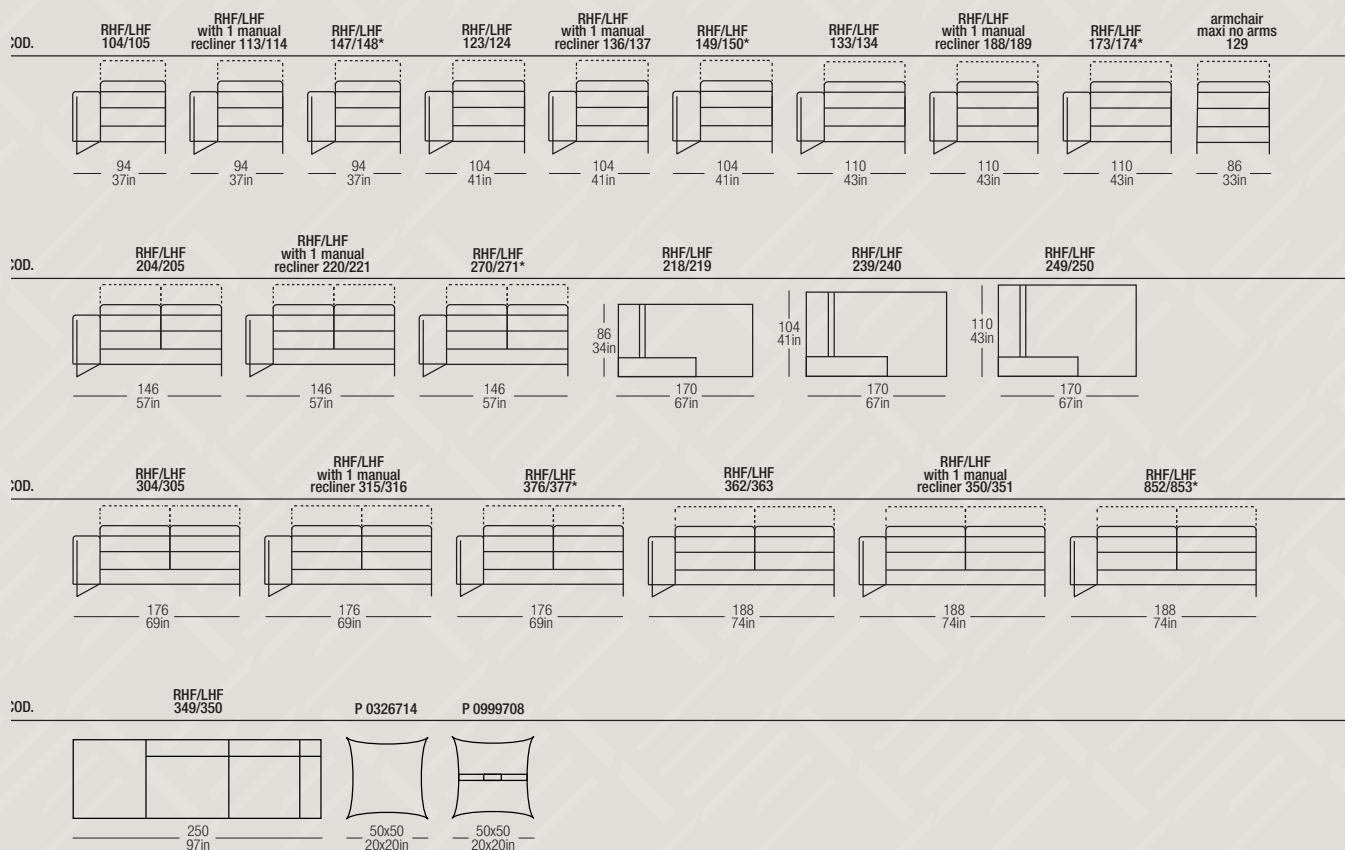 COD.
RHF/LHF
104/105
RHF/LHF
with 1 manual
recliner 113/114
RHF/LHF
147/148*
RHF/LHF
123/124
RHF/LHF
with 1 manual
recliner 136/137
RHF/LHF
149/150*
RHF/LHF
133/134
RHF/LHF
with 1 manual
recliner 188/189
RHF/LHF
173/174*
armchair
maxi no arms
129
94
37in
94
37in
94
37in
104
41in
104
41in
104
41in
110
43in
110
43in
110
43in
86
33in
COD.
RHF/LHF
204/205
RHF/LHF
with 1 manual
recliner 220/221
RHF/LHF
270/271*
RHF/LHF
218/219
RHF/LHF
239/240
RHF/LHF
249/250
86
34in
104
41in
110
43in
146
57in
146
57in
146
57in
170
67in
170
67in
170
67in
COD.
RHF/LHF
304/305
RHF/LHF
with 1 manual
recliner 315/316
RHF/LHF
376/377*
RHF/LHF
362/363
RHF/LHF
with 1 manual
recliner 350/351
RHF/LHF
852/853*
176
69in
176
69in
176
69in
188
74in
188
74in
188
74in
COD.
RHF/LHF
349/350
P 0326714
P 0999708
250
97in
50x50
20x20in
50x50
20x20in